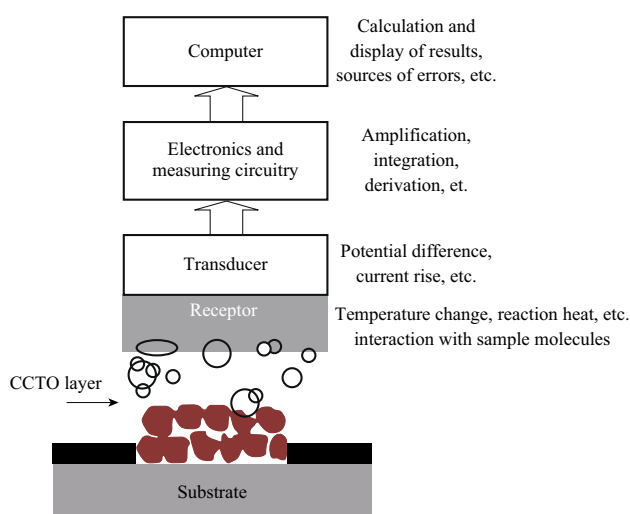 Computer
Calculation and
display of results,
sources of errors, etc.
Electronics and
measuring circuitry
Amplification,
integration,
derivation, et.
Transducer
Potential difference,
current rise, etc.
Receptor
Temperature change, reaction heat, etc.
interaction with sample molecules
CCTO layer
Substrate